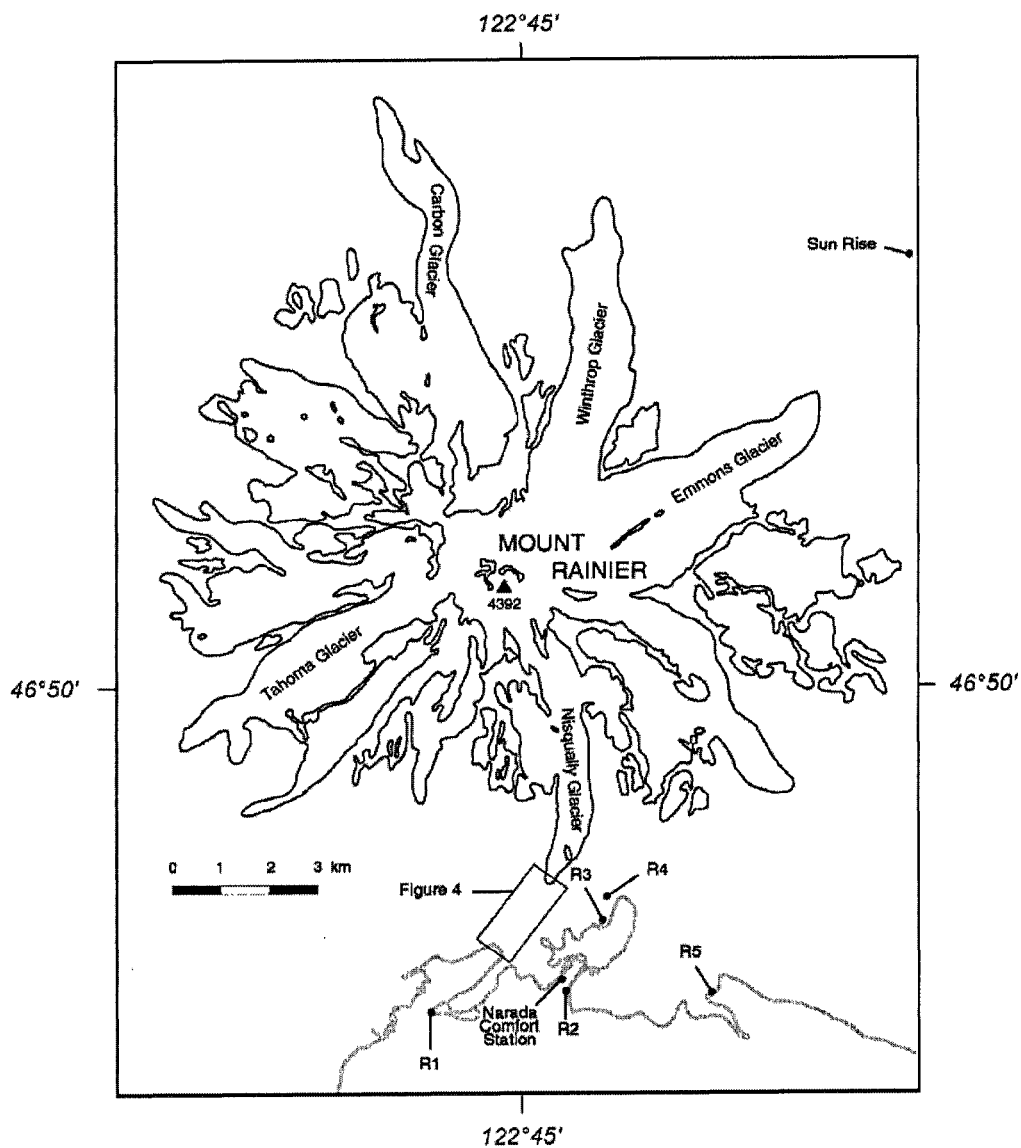 122°45'
Carbon Glacier
Sun Rise
Winthrop Glacier
Emmons Glacier
MOUNT
RAINIER
4392
Tahoma Glacier
46°50'
46°50'
Nisqually Glacier
0 1 2 3 km
Figure 4
R3
R4
R5
Narada
Comfort
Station
R2
R1
122°45'